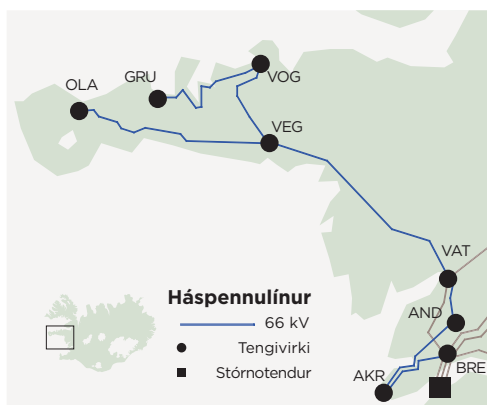 VOG
GRU
OLA
VEG
VAT
AND
BRE
AKR
Háspennulínur
66 kV
Tengivirki
Stórnotendur